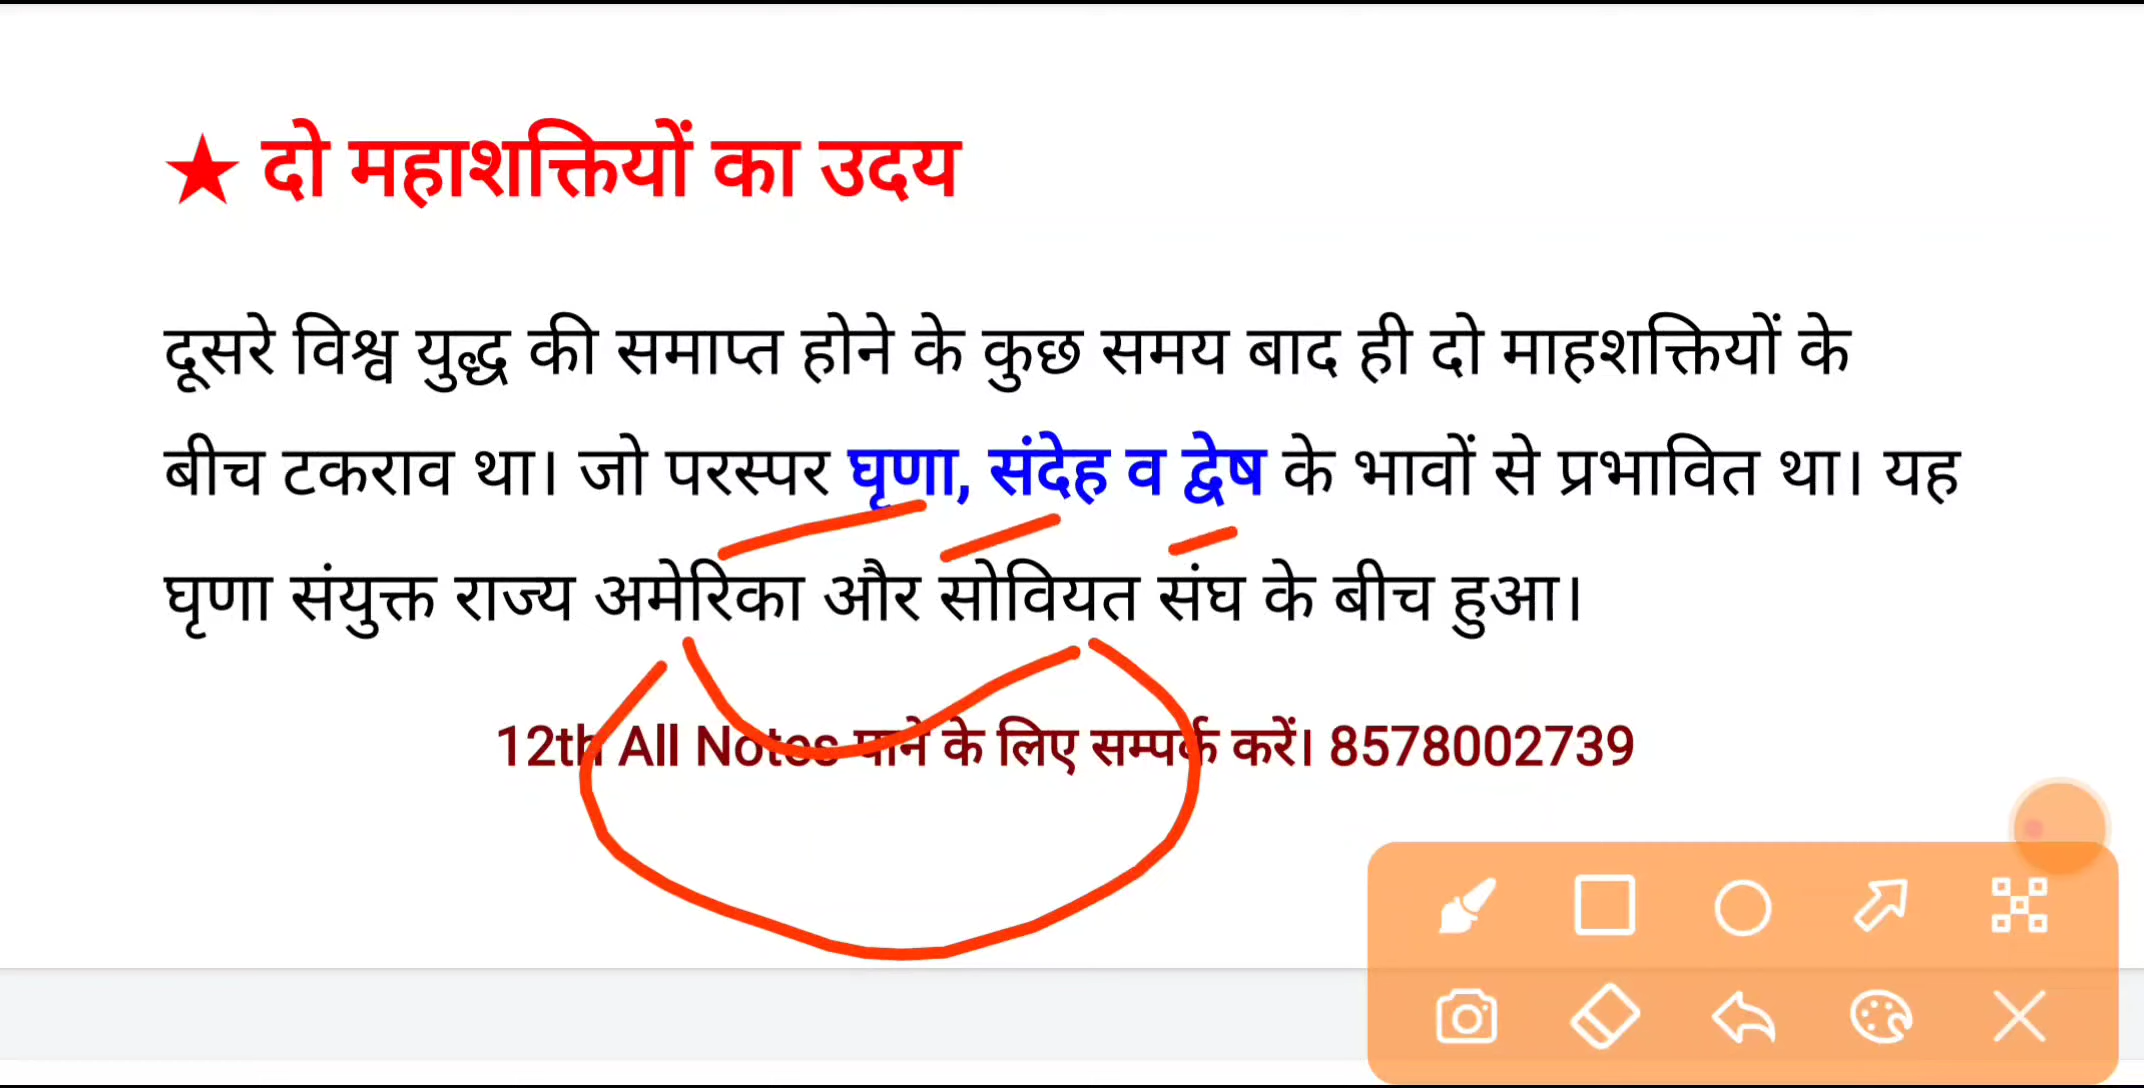 ★ दो महाशक्तियों का उदय
दूसरे विश्व युद्ध की समाप्त होने के कुछ समय बाद ही दो माहशक्तियों के
बीच टकराव था। जो परस्पर घृणा, संदेह व द्वेष के भावों से प्रभावित था। यह
घृणा संयुक्त राज्य अमेरिका और सोवियत संघ के बीच हुआ।
12th All Notes पाने के लिए सम्पर्क करें। 8578002739